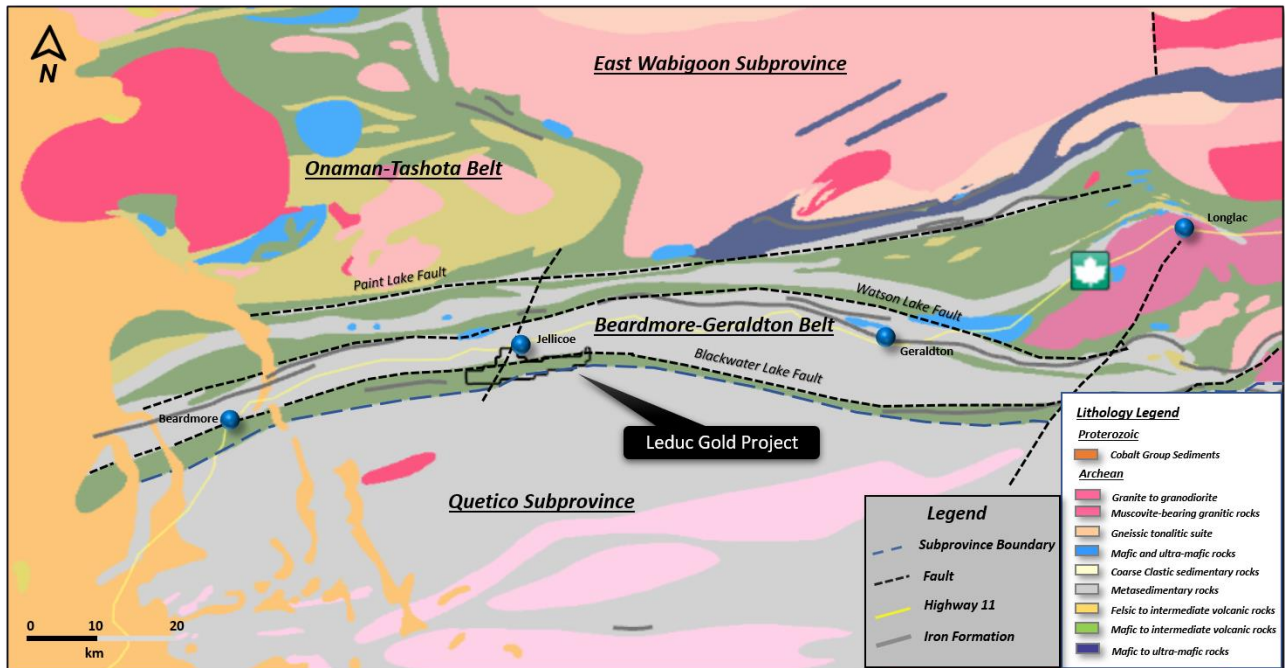 N
East Wabigoon Subprovince
Onaman-Tashota Belt
Longlac
Paint Lake Fault
Watson Lake Fault
Beardmore-Geraldton Belt
Jellicoe
Geraldton
Blackwater Lake Fault
Beardmore
Leduc Gold Project
Quetico Subprovince
0 10 20
km
Legend
Subprovince Boundary
Fault
Highway 11
Iron Formation
Lithology Legend
Proterozoic
Cobalt Group Sediments
Archean
Granite to granodiorite
Muscovite-bearing granitic rocks
Gneissic tonalitic suite
Mafic and ultra-mafic rocks
Coarse Clastic sedimentary rocks
Metasedimentary rocks
Felsic to intermediate volcanic rocks
Mafic to intermediate volcanic rocks
Mafic to ultra-mafic rocks